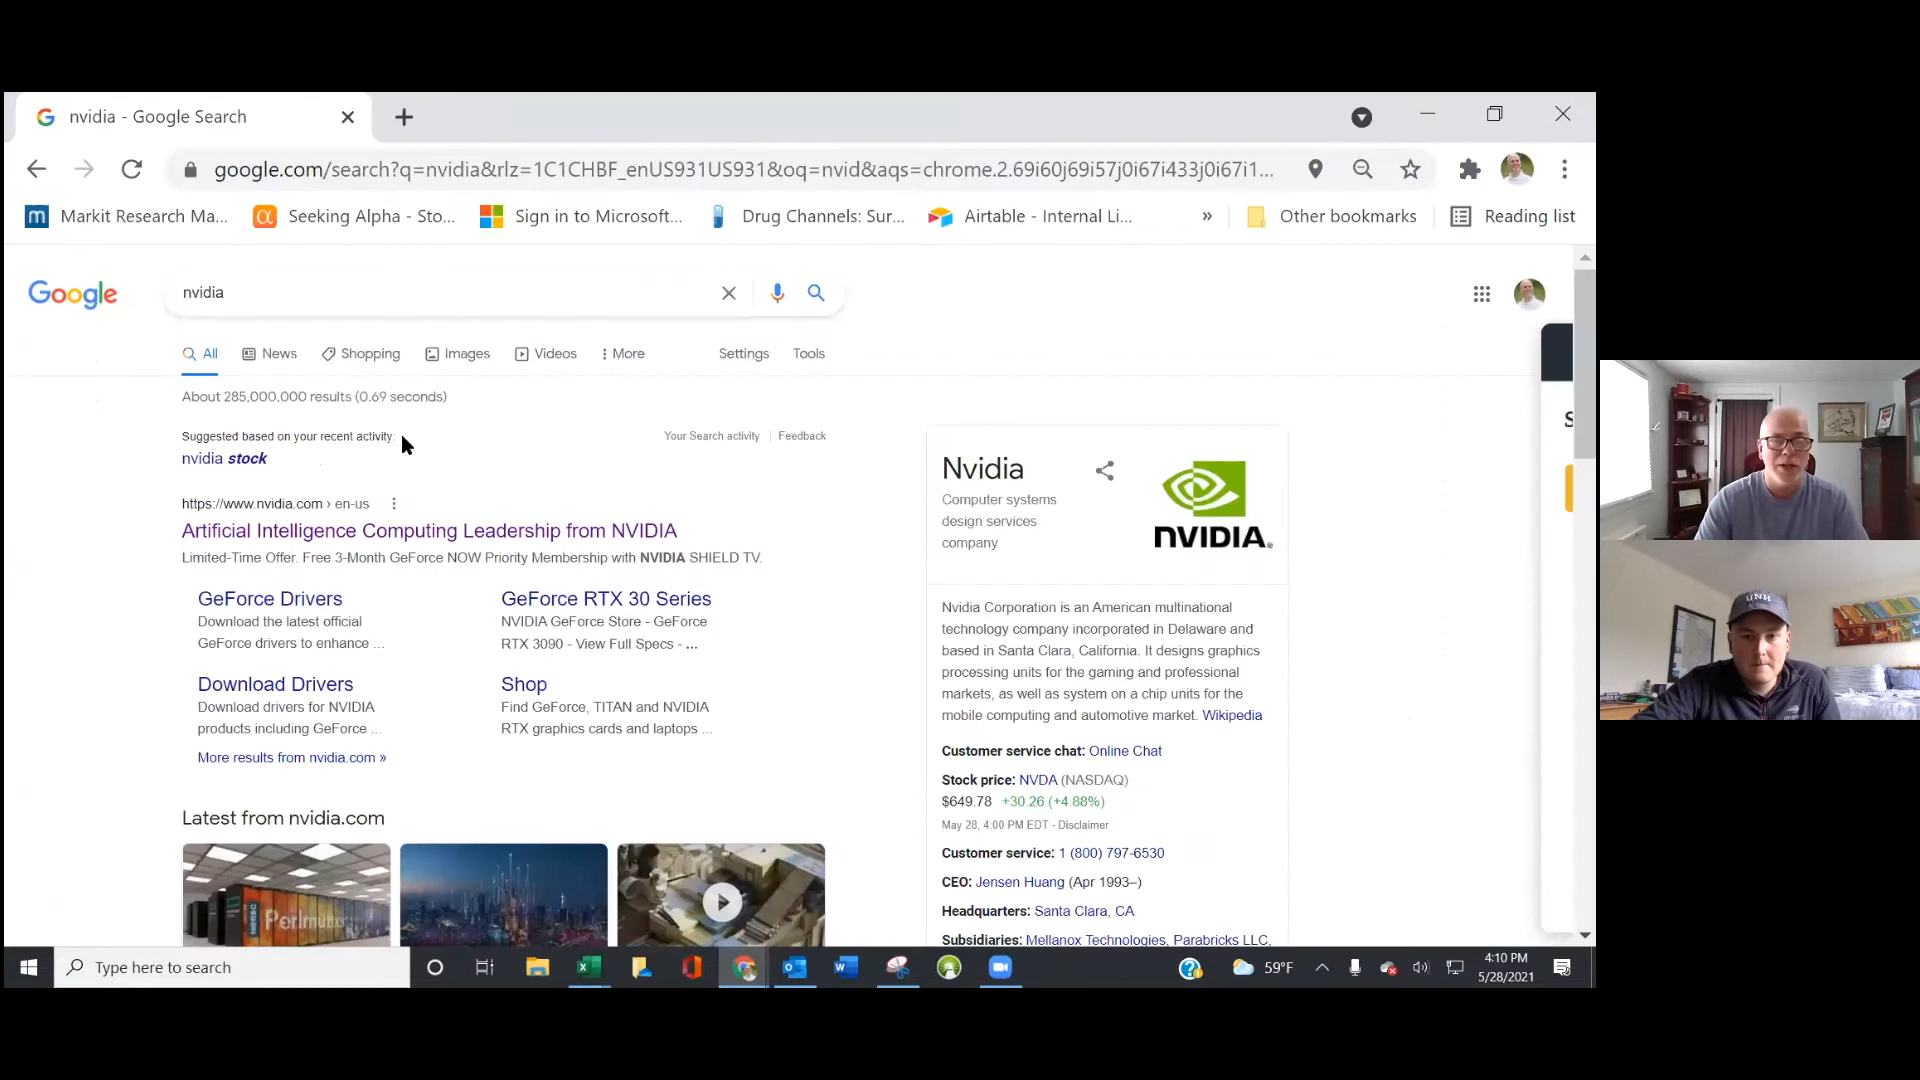 nvidia - Google Search
google.com/search?q=nvidia&rlz=1C1CHBF_enUS931US931&oq=nvid&aqs=chrome.2.69i60j69i57j0i67i433j0i67i1...
Markit Research Ma...
Seeking Alpha - Sto...
Sign in to Microsoft...
Drug Channels: Sur...
Airtable - Internal Li...
»
Other bookmarks
Reading list
Google
nvidia
All
News
Shopping
Images
Videos
More
Settings
Tools
About 285,000,000 results (0.69 seconds)
Suggested based on your recent activity:
Your Search activity
Feedback
nvidia stock
https://www.nvidia.com › en-us
Artificial Intelligence Computing Leadership from NVIDIA
Limited-Time Offer. Free 3-Month GeForce NOW Priority Membership with NVIDIA SHIELD TV.
GeForce Drivers
Download the latest official
GeForce drivers to enhance ...
GeForce RTX 30 Series
NVIDIA GeForce Store - GeForce
RTX 3090 - View Full Specs - ...
Download Drivers
Download drivers for NVIDIA
products including GeForce ...
Shop
Find GeForce, TITAN and NVIDIA
RTX graphics cards and laptops ...
More results from nvidia.com »
Latest from nvidia.com
Perlmutter
Nvidia
Computer systems
design services
company
NVIDIA.
Nvidia Corporation is an American multinational
technology company incorporated in Delaware and
based in Santa Clara, California. It designs graphics
processing units for the gaming and professional
markets, as well as system on a chip units for the
mobile computing and automotive market. Wikipedia
Customer service chat: Online Chat
Stock price: NVDA (NASDAQ)
$649.78 +30.26 (+4.88%)
May 28, 4:00 PM EDT - Disclaimer
Customer service: 1 (800) 797-6530
CEO: Jensen Huang (Apr 1993–)
Headquarters: Santa Clara, CA
Subsidiaries: Mellanox Technologies, Parabricks LLC,
S
UNH
Type here to search
59°F
4:10 PM
5/28/2021